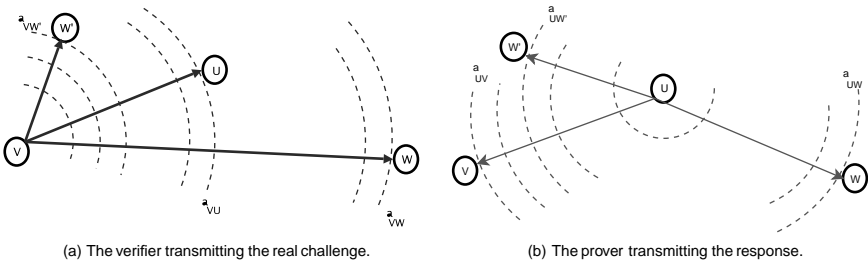 a VW'
W'
U
V
W
a VU
a VW
(a) The verifier transmitting the real challenge.
a UW'
W'
a UV
U
a UW
V
W
(b) The prover transmitting the response.